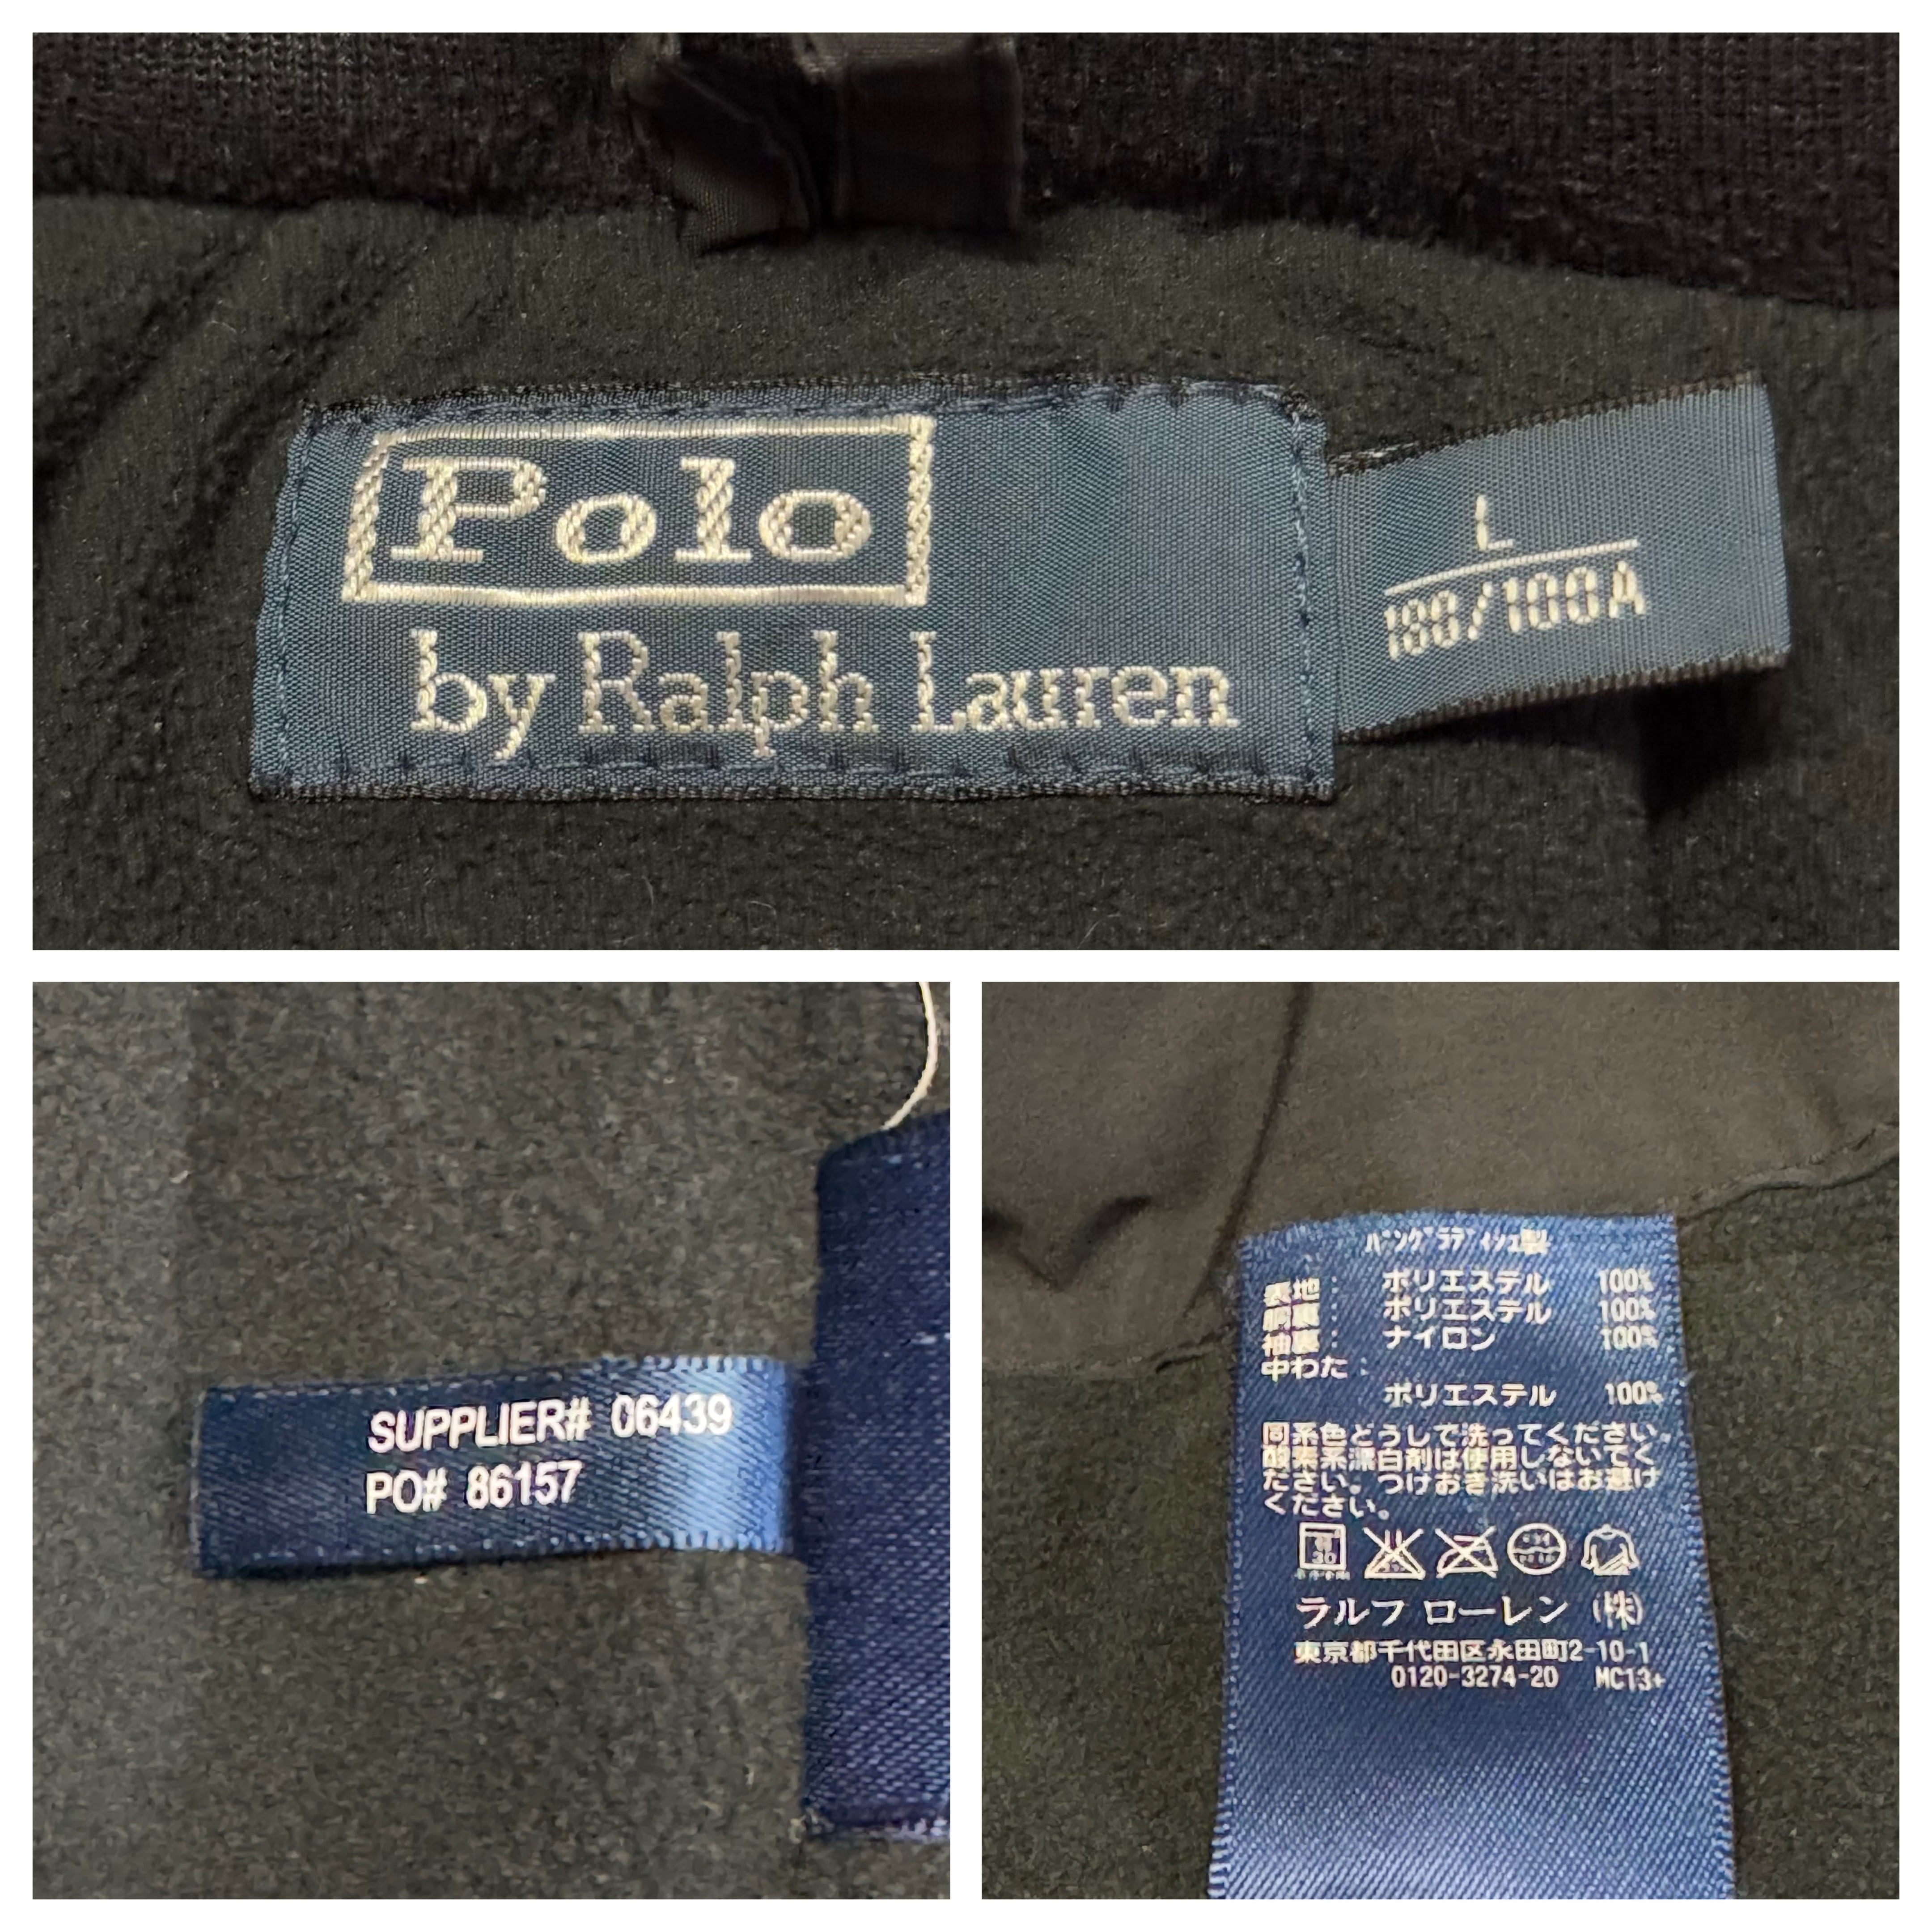 Polo
by Ralph Lauren
L
188/100A
SUPPLIER# 06439
PO# 86157
バングラディシュ製
表地: ポリエステル 100%
胴裏: ポリエステル 100%
袖裏: ナイロン 100%
中わた:
ポリエステル 100%
同系色どうしで洗ってください。
酸素系漂白剤は使用しないでく
ださい。つけおき洗いはお避け
ください。
30
ラルフ ローレン (株)
東京都千代田区永田町2-10-1
0120-3274-20 MC13+